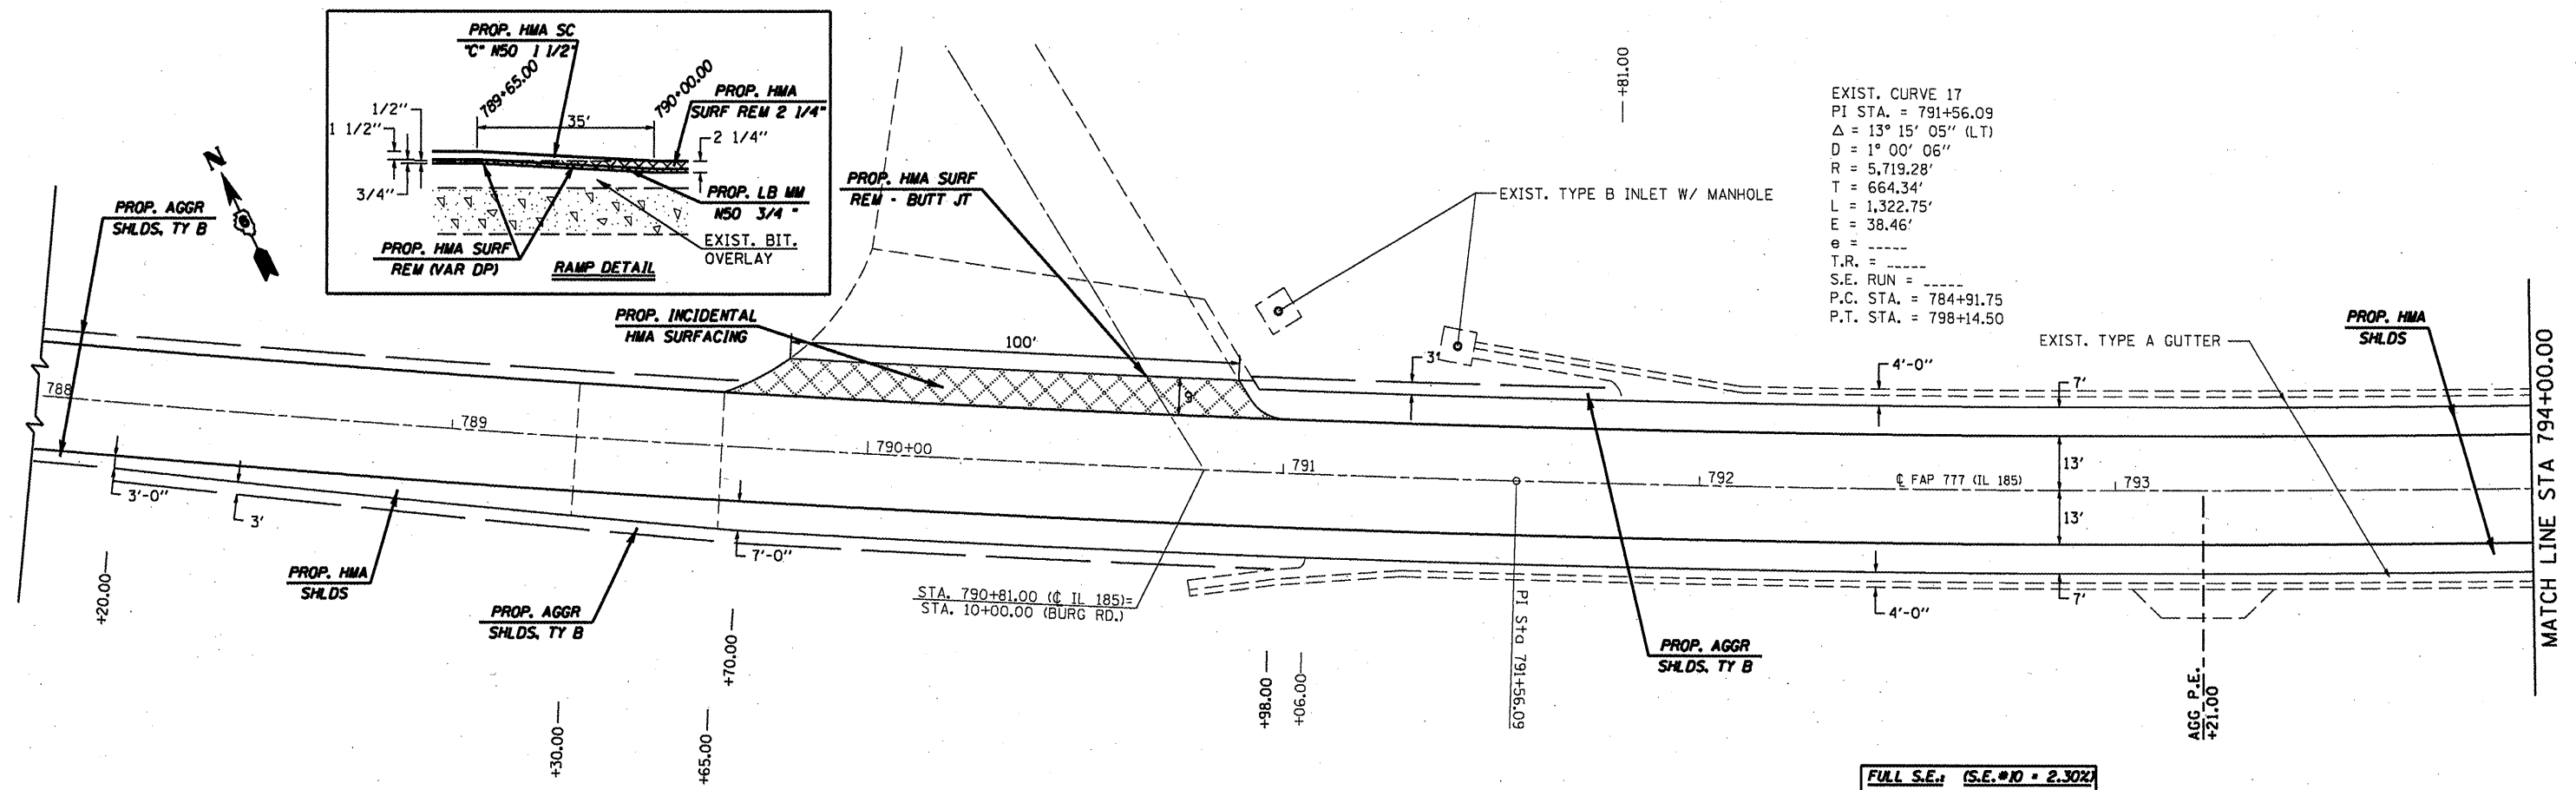 PROP. HMA SC
"C" N50 1 1/2"
789+65.00
790+00.00
PROP. HMA
SURF REM 2 1/4"
1/2"
1 1/2"
35'
2 1/4"
3/4"
PROP. LB MM
N50 3/4 "
PROP. HMA SURF
REM (VAR DP)
EXIST. BIT.
OVERLAY
RAMP DETAIL
N
PROP. AGGR
SHLDS, TY B
PROP. HMA SURF
REM - BUTT JT
EXIST. TYPE B INLET W/ MANHOLE
+81.00
EXIST. CURVE 17
PI STA. = 791+56.09
Δ = 13° 15' 05" (LT)
D = 1° 00' 06"
R = 5,719.28'
T = 664.34'
L = 1,322.75'
E = 38.46'
e = -----
T.R. = -----
S.E. RUN = -----
P.C. STA. = 784+91.75
P.T. STA. = 798+14.50
PROP. INCIDENTAL
HMA SURFACING
100'
9'
3'
EXIST. TYPE A GUTTER
4'-0"
7'
PROP. HMA
SHLDS
MATCH LINE STA 794+00.00
788
789
790+00
791
792
℄ FAP 777 (IL 185)
793
13'
13'
3'-0"
3'
7'-0"
4'-0"
7'
+20.00
PROP. HMA
SHLDS
PROP. AGGR
SHLDS, TY B
STA. 790+81.00 (℄ IL 185)=
STA. 10+00.00 (BURG RD.)
PI Sta 791+56.09
PROP. AGGR
SHLDS, TY B
+30.00
+65.00
+70.00
+98.00
+06.00
AGG P.E.
+21.00
FULL S.E.: (S.E.#10 = 2.30%)